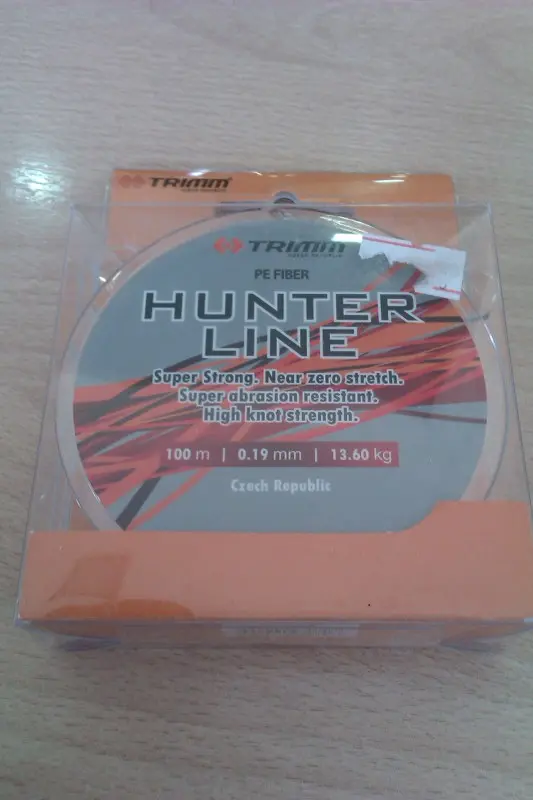 TRIMM
TRIMM
PE FIBER
HUNTER
LINE
Super Strong. Near zero stretch.
Super abrasion resistant.
High knot strength.
100 m | 0.19 mm | 13.60 kg
Czech Republic